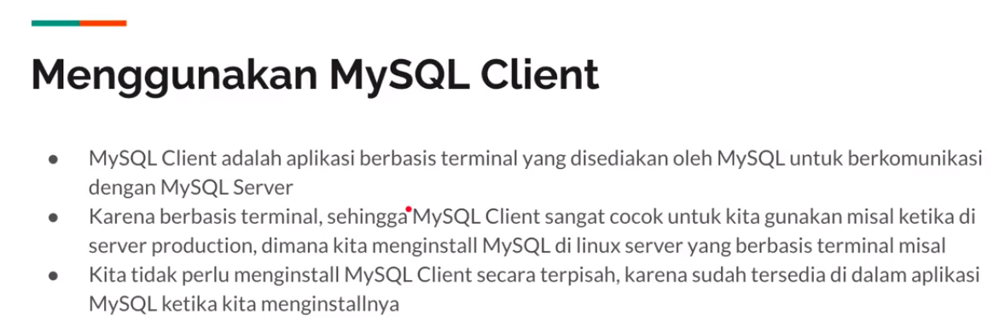 Menggunakan MySQL Client
● MySQL Client adalah aplikasi berbasis terminal yang disediakan oleh MySQL untuk berkomunikasi
dengan MySQL Server
● Karena berbasis terminal, sehingga MySQL Client sangat cocok untuk kita gunakan misal ketika di
server production, dimana kita menginstall MySQL di linux server yang berbasis terminal misal
● Kita tidak perlu menginstall MySQL Client secara terpisah, karena sudah tersedia di dalam aplikasi
MySQL ketika kita menginstallnya